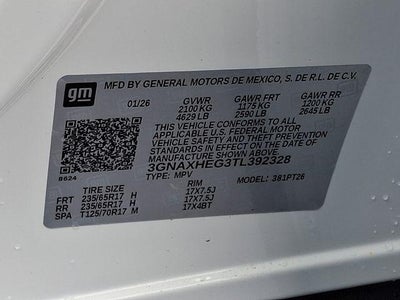 gm
MFD BY GENERAL MOTORS DE MEXICO, S. DE R.L. DE C.V.
01/26 GVWR GAWR FRT GAWR RR
2100 KG 1175 KG 1200 KG
4629 LB 2590 LB 2645 LB
THIS VEHICLE CONFORMS TO ALL
APPLICABLE U.S. FEDERAL MOTOR
VEHICLE SAFETY AND THEFT PREVENTION
STANDARDS IN EFFECT ON THE DATE OF
MANUFACTURE SHOWN ABOVE.
3GNAXHEG3TL392328
B624 TYPE: MPV MODEL: 381PT26
TIRE SIZE RIM
FRT 235/65R17 H 17X7.5J
RR 235/65R17 H 17X7.5J
SPA T125/70R17 M 17X4BT